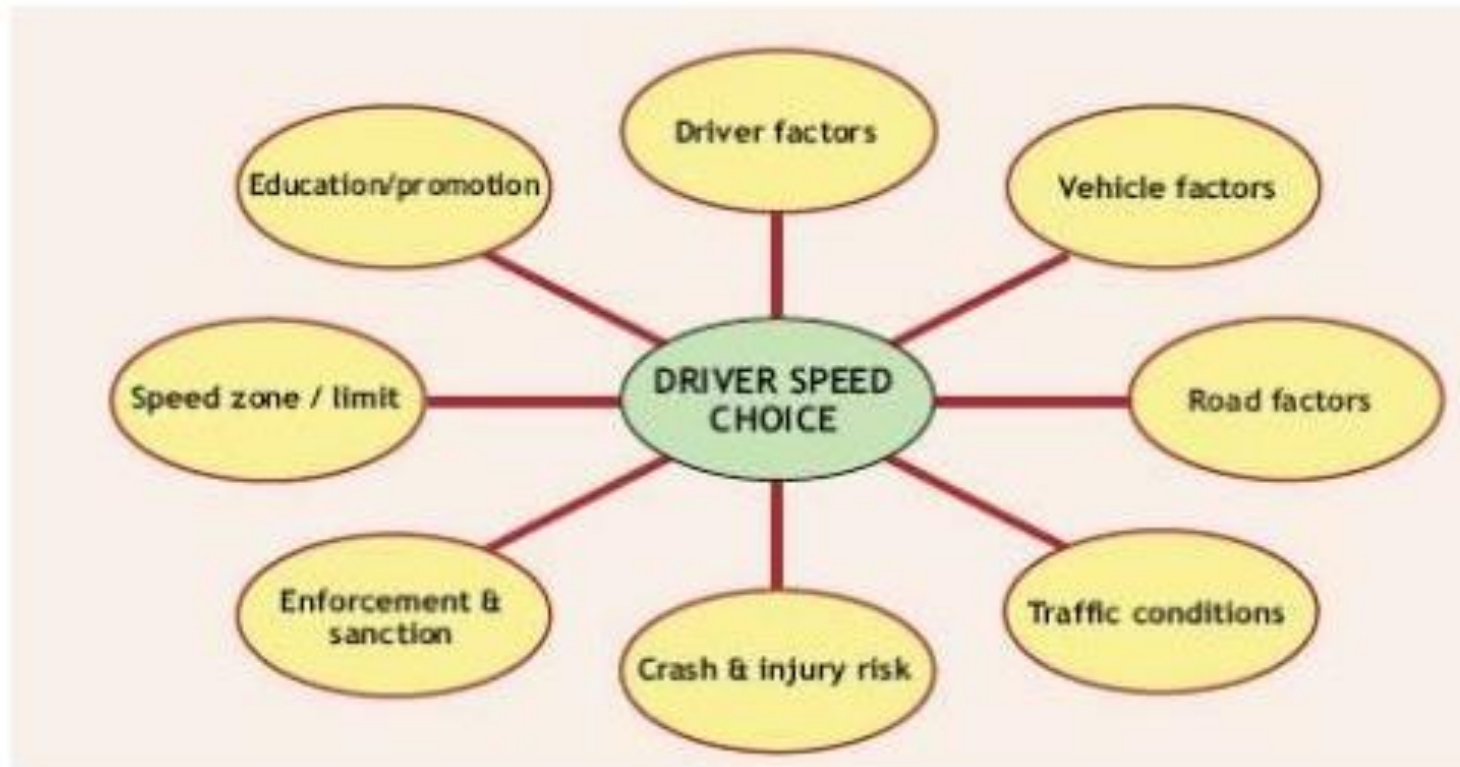 Driver factors
Education/promotion
Vehicle factors
DRIVER SPEED
CHOICE
Speed zone / limit
Road factors
Enforcement &
sanction
Traffic conditions
Crash & injury risk